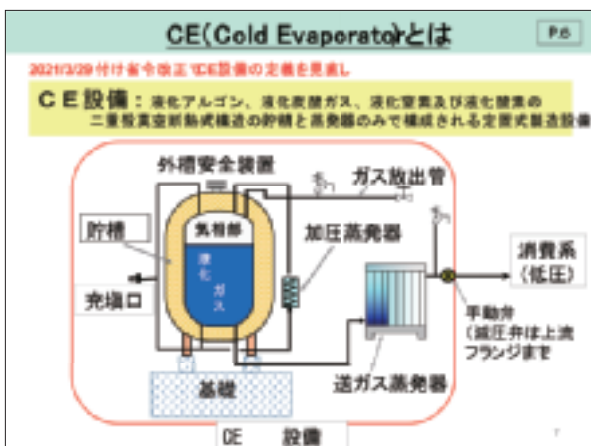 CE(Cold Evaporator)とは
P.6
2021/3/29付け省令改正でCE設備の定義を見直し
CE設備：液化アルゴン、液化炭酸ガス、液化窒素及び液化酸素の
二重殻真空断熱式構造の貯槽と蒸発器のみで構成される定置式製造設備
外槽安全装置
ガス放出管
貯槽
気相部
加圧蒸発器
液化ガス
消費系
(低圧)
充塡口
手動弁
(減圧弁は上流
フランジまで
基礎
送ガス蒸発器
CE 設備
7